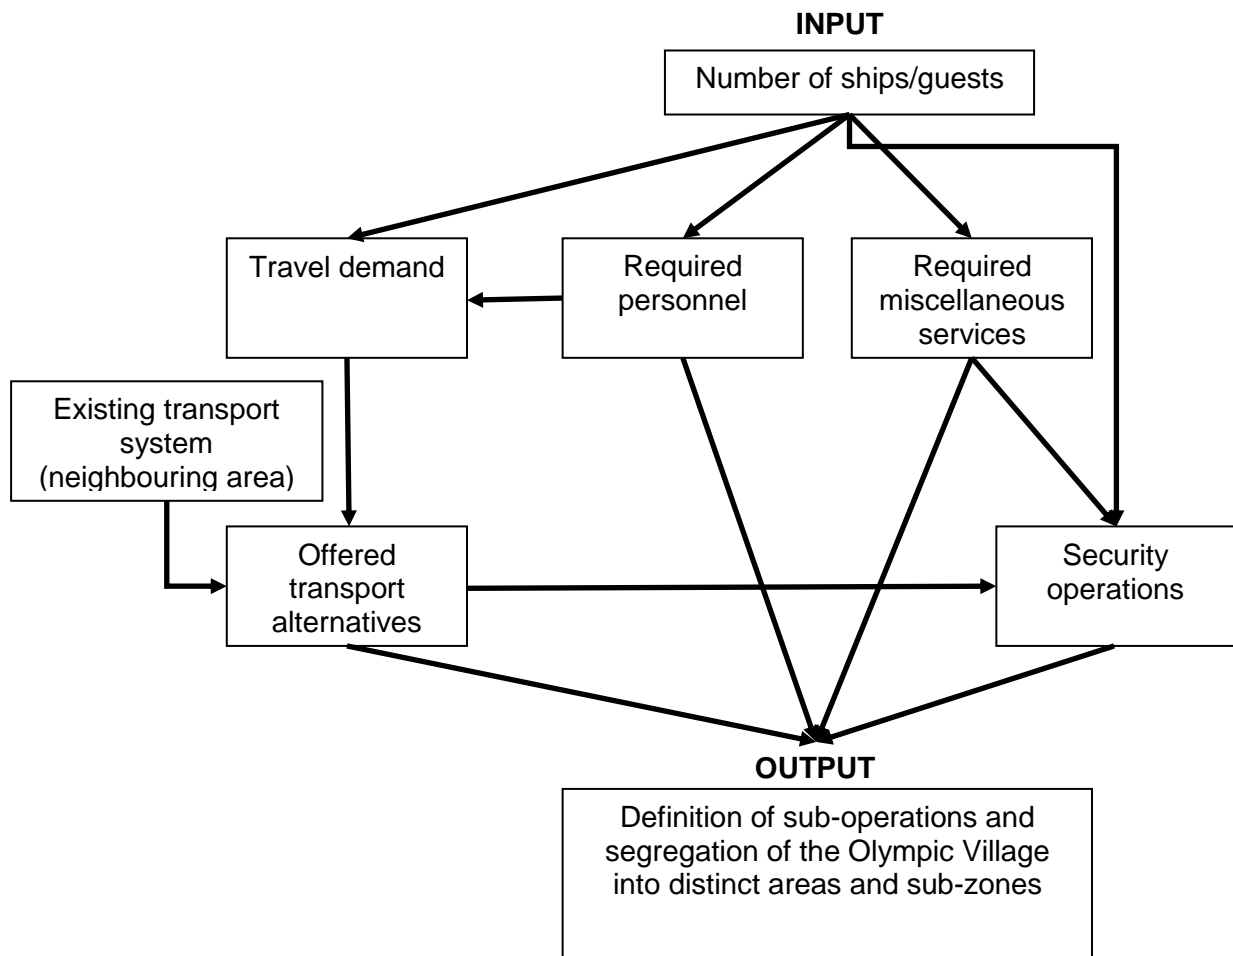 INPUT
Number of ships/guests
Travel demand
Required
personnel
Required
miscellaneous
services
Existing transport
system
(neighbouring area)
Offered
transport
alternatives
Security
operations
OUTPUT
Definition of sub-operations and
segregation of the Olympic Village
into distinct areas and sub-zones